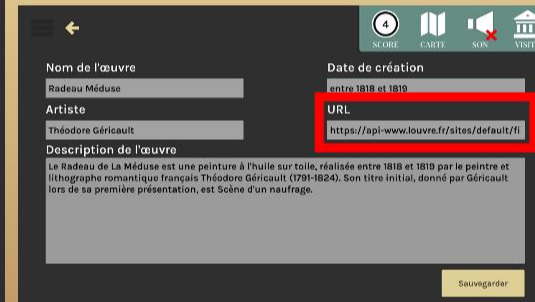 4
SCORE CARTE SON VISIT
Nom de l'œuvre
Radeau Méduse
Date de création
entre 1818 et 1819
Artiste
Théodore Géricault
URL
https://api-www.louvre.fr/sites/default/fi
Description de l'œuvre
Le Radeau de La Méduse est une peinture à l'huile sur toile, réalisée entre 1818 et 1819 par le peintre et
lithographe romantique français Théodore Géricault (1791-1824). Son titre initial, donné par Géricault
lors de sa première présentation, est Scène d'un naufrage.
Sauvegarder